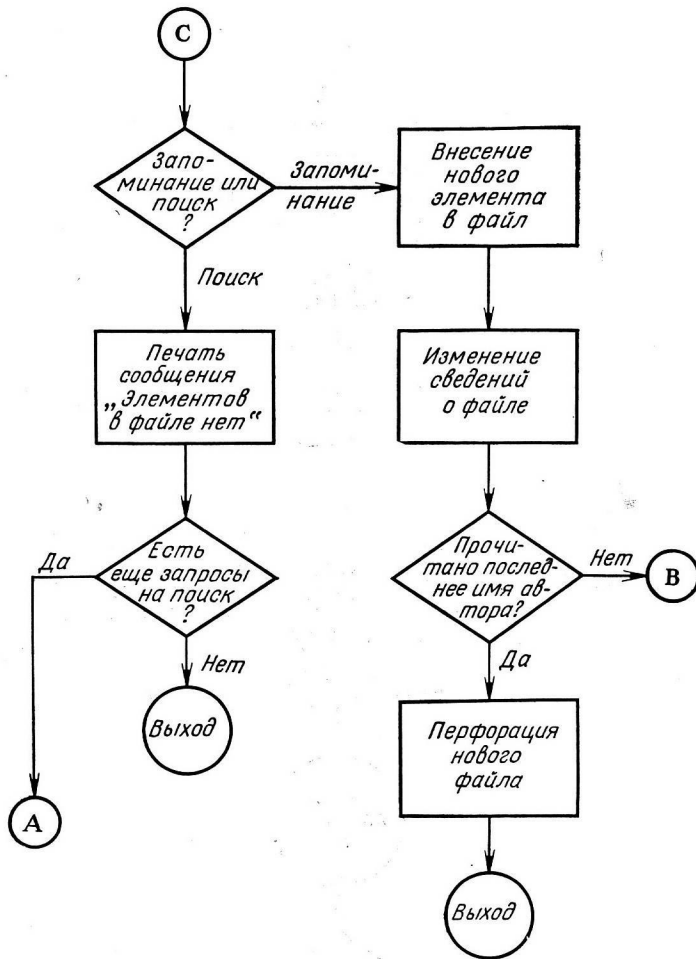 С
Запо-
минание или
поиск
?
Запоми-
нание
Внесение
нового
элемента
в файл
Поиск
Печать
сообщения
„Элементов
в файле нет“
Изменение
сведений
о файле
Да
Есть
еще запросы
на поиск
?
Нет
Выход
А
Прочи-
тано послед-
нее имя ав-
тора?
Нет
В
Да
Перфорация
нового
файла
Выход